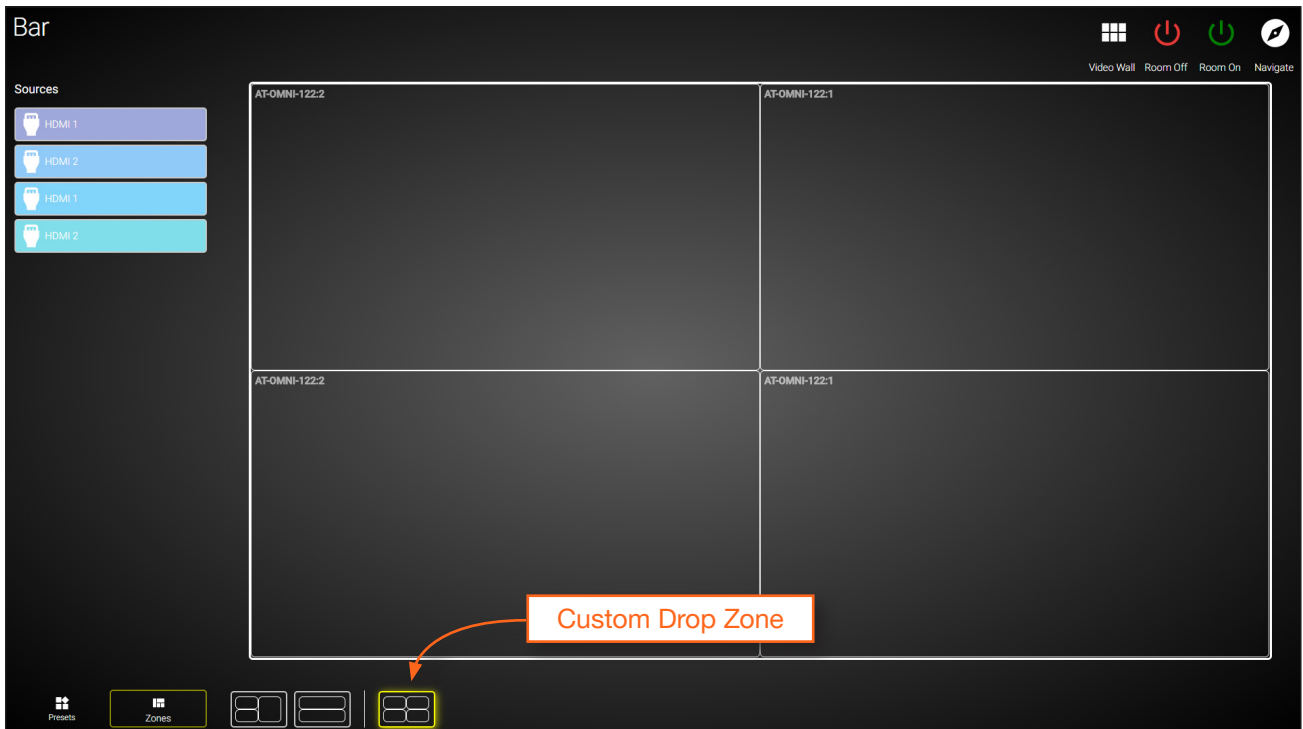 Bar
Video Wall
Room Off
Room On
Navigate
Sources
HDMI 1
HDMI 2
HDMI 1
HDMI 2
AT-OMNI-122:2
AT-OMNI-122:1
AT-OMNI-122:2
AT-OMNI-122:1
Custom Drop Zone
Presets
Zones